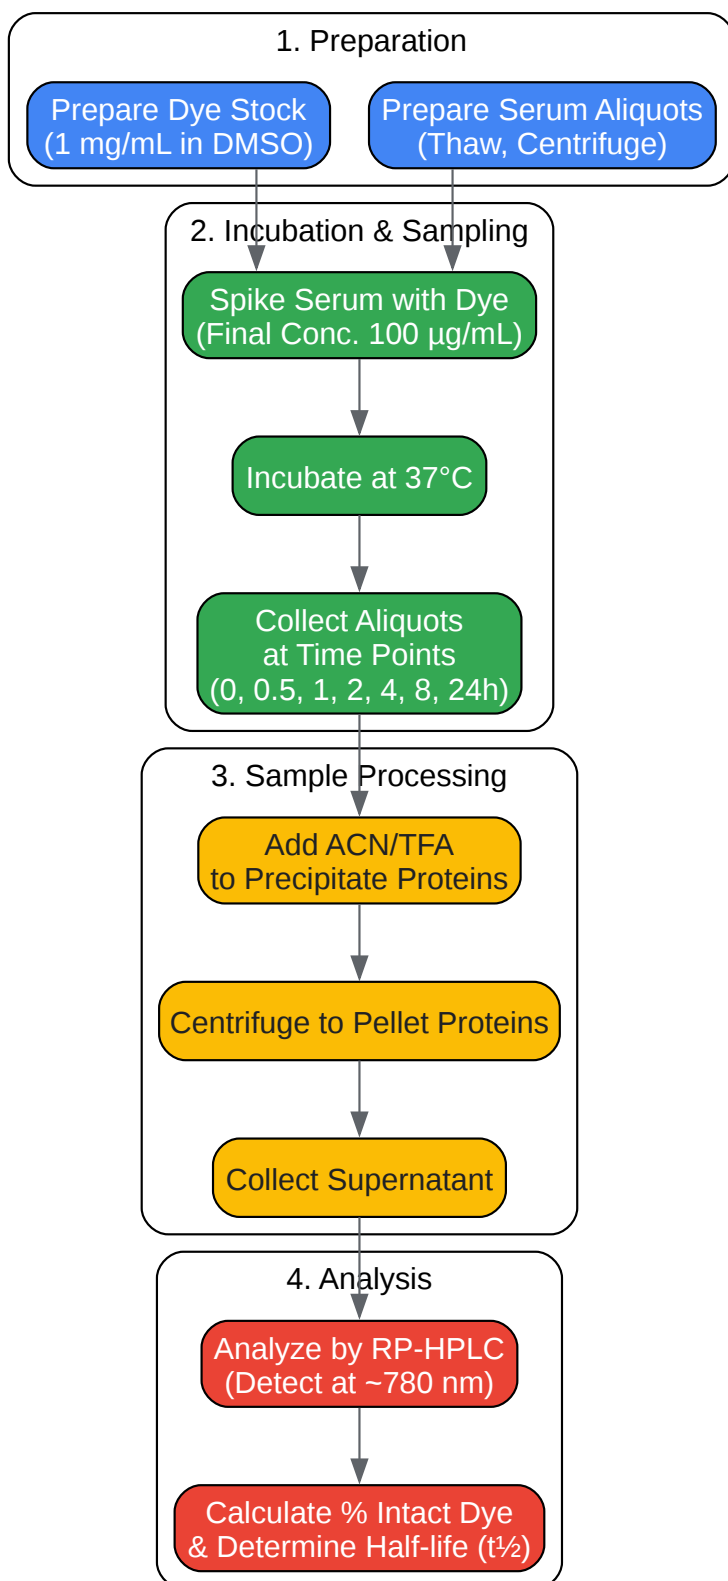 1. Preparation
Prepare Dye Stock
(1 mg/mL in DMSO)
Prepare Serum Aliquots
(Thaw, Centrifuge)
2. Incubation & Sampling
Spike Serum with Dye
(Final Conc. 100 µg/mL)
Incubate at 37°C
Collect Aliquots
at Time Points
(0, 0.5, 1, 2, 4, 8, 24h)
3. Sample Processing
Add ACN/TFA
to Precipitate Proteins
Centrifuge to Pellet Proteins
Collect Supernatant
4. Analysis
Analyze by RP-HPLC
(Detect at ~780 nm)
Calculate % Intact Dye
& Determine Half-life (t½)